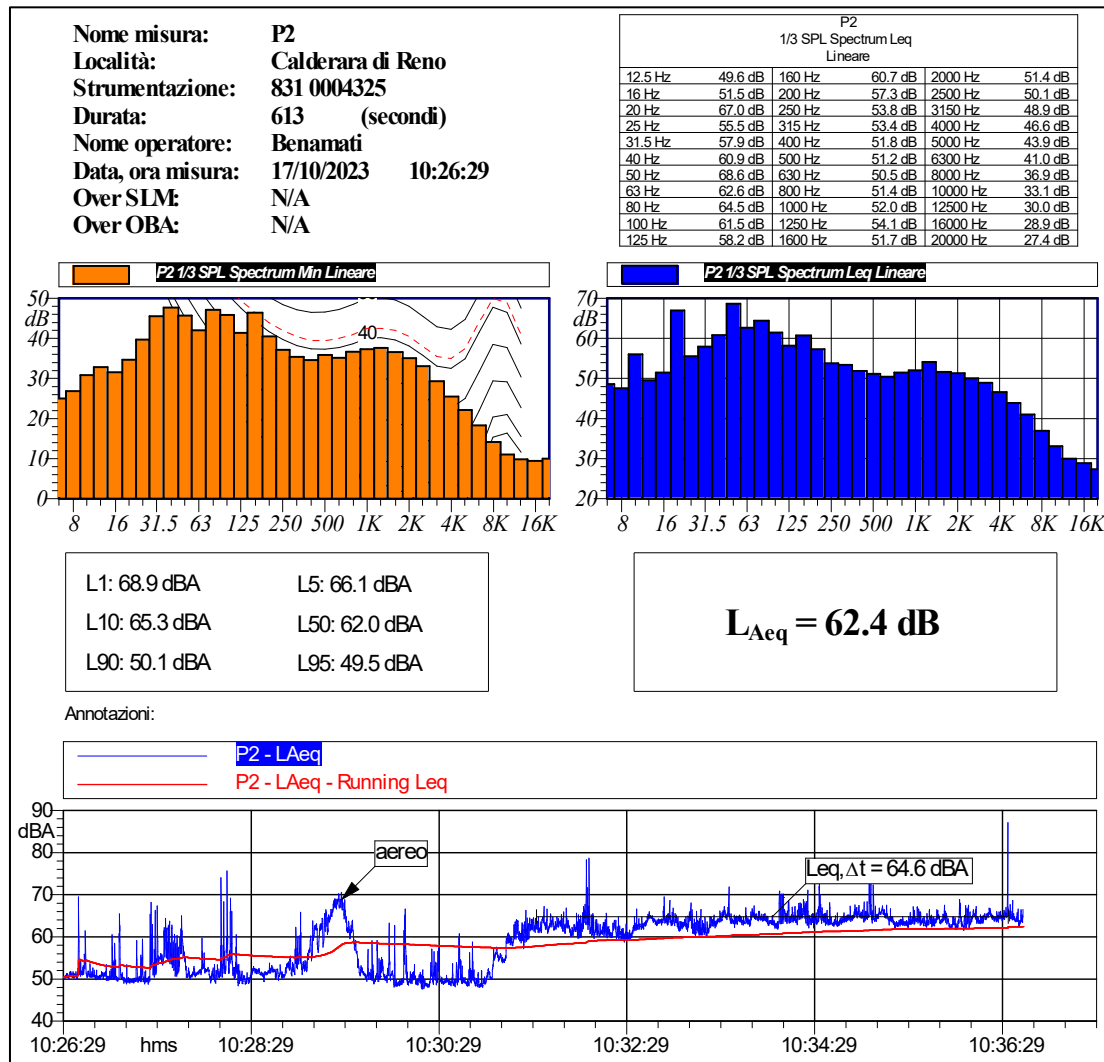 Nome misura: P2
Località: Calderara di Reno
Strumentazione: 831 0004325
Durata: 613 (secondi)
Nome operatore: Benamati
Data, ora misura: 17/10/2023 10:26:29
Over SLM: N/A
Over OBA: N/A
P2
1/3 SPL Spectrum Leq
Lineare
12.5 Hz 49.6 dB 160 Hz 60.7 dB 2000 Hz 51.4 dB
16 Hz 51.5 dB 200 Hz 57.3 dB 2500 Hz 50.1 dB
20 Hz 67.0 dB 250 Hz 53.8 dB 3150 Hz 48.9 dB
25 Hz 55.5 dB 315 Hz 53.4 dB 4000 Hz 46.6 dB
31.5 Hz 57.9 dB 400 Hz 51.8 dB 5000 Hz 43.9 dB
40 Hz 60.9 dB 500 Hz 51.2 dB 6300 Hz 41.0 dB
50 Hz 68.6 dB 630 Hz 50.5 dB 8000 Hz 36.9 dB
63 Hz 62.6 dB 800 Hz 51.4 dB 10000 Hz 33.1 dB
80 Hz 64.5 dB 1000 Hz 52.0 dB 12500 Hz 30.0 dB
100 Hz 61.5 dB 1250 Hz 54.1 dB 16000 Hz 28.9 dB
125 Hz 58.2 dB 1600 Hz 51.7 dB 20000 Hz 27.4 dB
P2 1/3 SPL Spectrum Min Lineare
50
dB
40
30
20
10
0
40
8 16 31.5 63 125 250 500 1K 2K 4K 8K 16K
P2 1/3 SPL Spectrum Leq Lineare
70
dB
60
50
40
30
20
8 16 31.5 63 125 250 500 1K 2K 4K 8K 16K
L1: 68.9 dBA L5: 66.1 dBA
L10: 65.3 dBA L50: 62.0 dBA
L90: 50.1 dBA L95: 49.5 dBA
LAeq = 62.4 dB
Annotazioni:
P2 - LAeq
P2 - LAeq - Running Leq
90
dBA
80
70
60
50
40
aereo
Leq, Δt = 64.6 dBA
10:26:29 hms 10:28:29 10:30:29 10:32:29 10:34:29 10:36:29